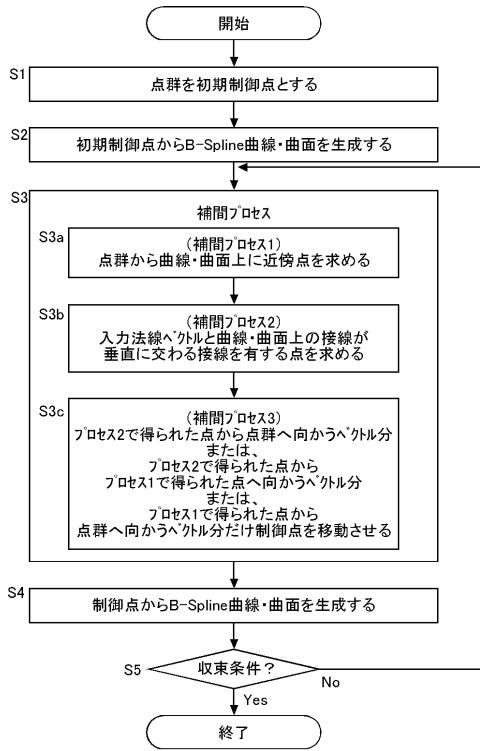 開始
S1
点群を初期制御点とする
S2
初期制御点からB-Spline曲線・曲面を生成する
S3
補間プロセス
S3a
(補間プロセス1)
点群から曲線・曲面上に近傍点を求める
S3b
(補間プロセス2)
入力法線ベクトルと曲線・曲面上の接線が
垂直に交わる接線を有する点を求める
S3c
(補間プロセス3)
プロセス2で得られた点から点群へ向かうベクトル分
または、
プロセス2で得られた点から
プロセス1で得られた点へ向かうベクトル分
または、
プロセス1で得られた点から
点群へ向かうベクトル分だけ制御点を移動させる
S4
制御点からB-Spline曲線・曲面を生成する
S5
収束条件?
No
Yes
終了